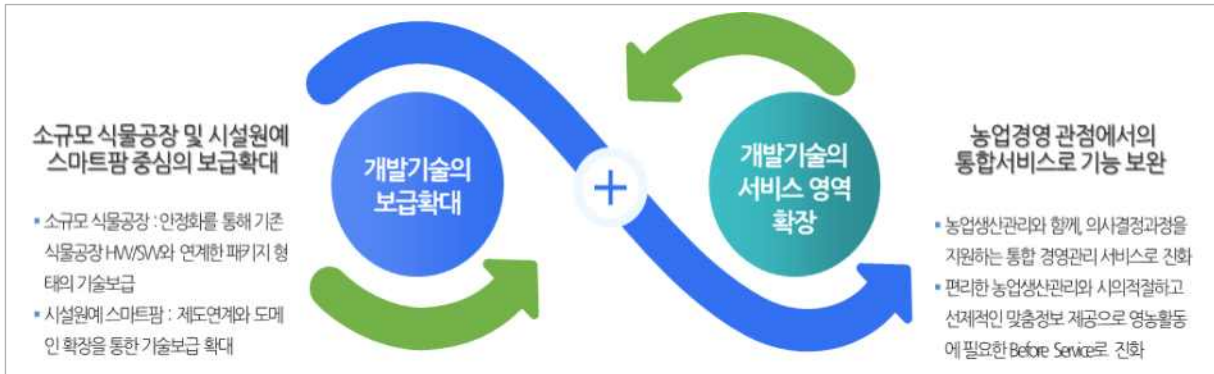 소규모 식물공장 및 시설원예
스마트팜 중심의 보급확대
▪ 소규모 식물공장 : 안정화를 통해 기존
식물공장 HW/SW와 연계한 패키지 형
태의 기술보급
▪ 시설원예 스마트팜 : 제도연계와 도메
인 확장을 통한 기술보급 확대
개발기술의
보급확대
+
개발기술의
서비스 영역
확장
농업경영 관점에서의
통합서비스로 기능 보완
▪ 농업생산관리와 함께, 의사결정과정을
지원하는 통합 경영관리 서비스로 진화
▪ 편리한 농업생산관리와 시의적절하고
선제적인 맞춤정보 제공으로 영농활동
에 필요한 Before Service로 진화